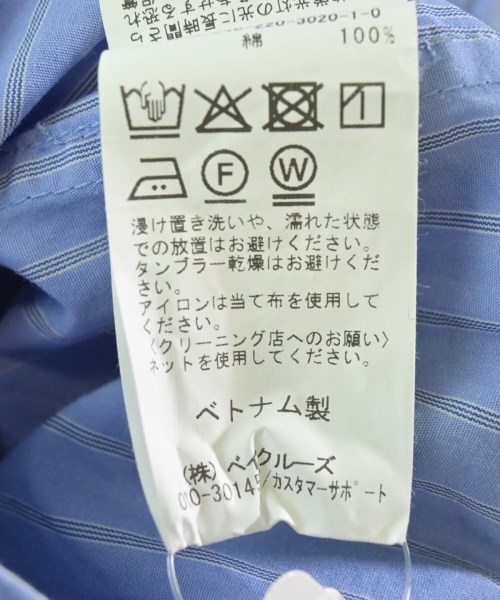 綿 100%
F W
浸け置き洗いや、濡れた状態
での放置はお避けください。
タンブラー乾燥はお避けくだ
さい。
アイロンは当て布を使用して
ください。
〈クリーニング店へのお願い〉
ネットを使用してください。
ベトナム製
(株)ベイクルーズ
010-30145/カスタマーサポート